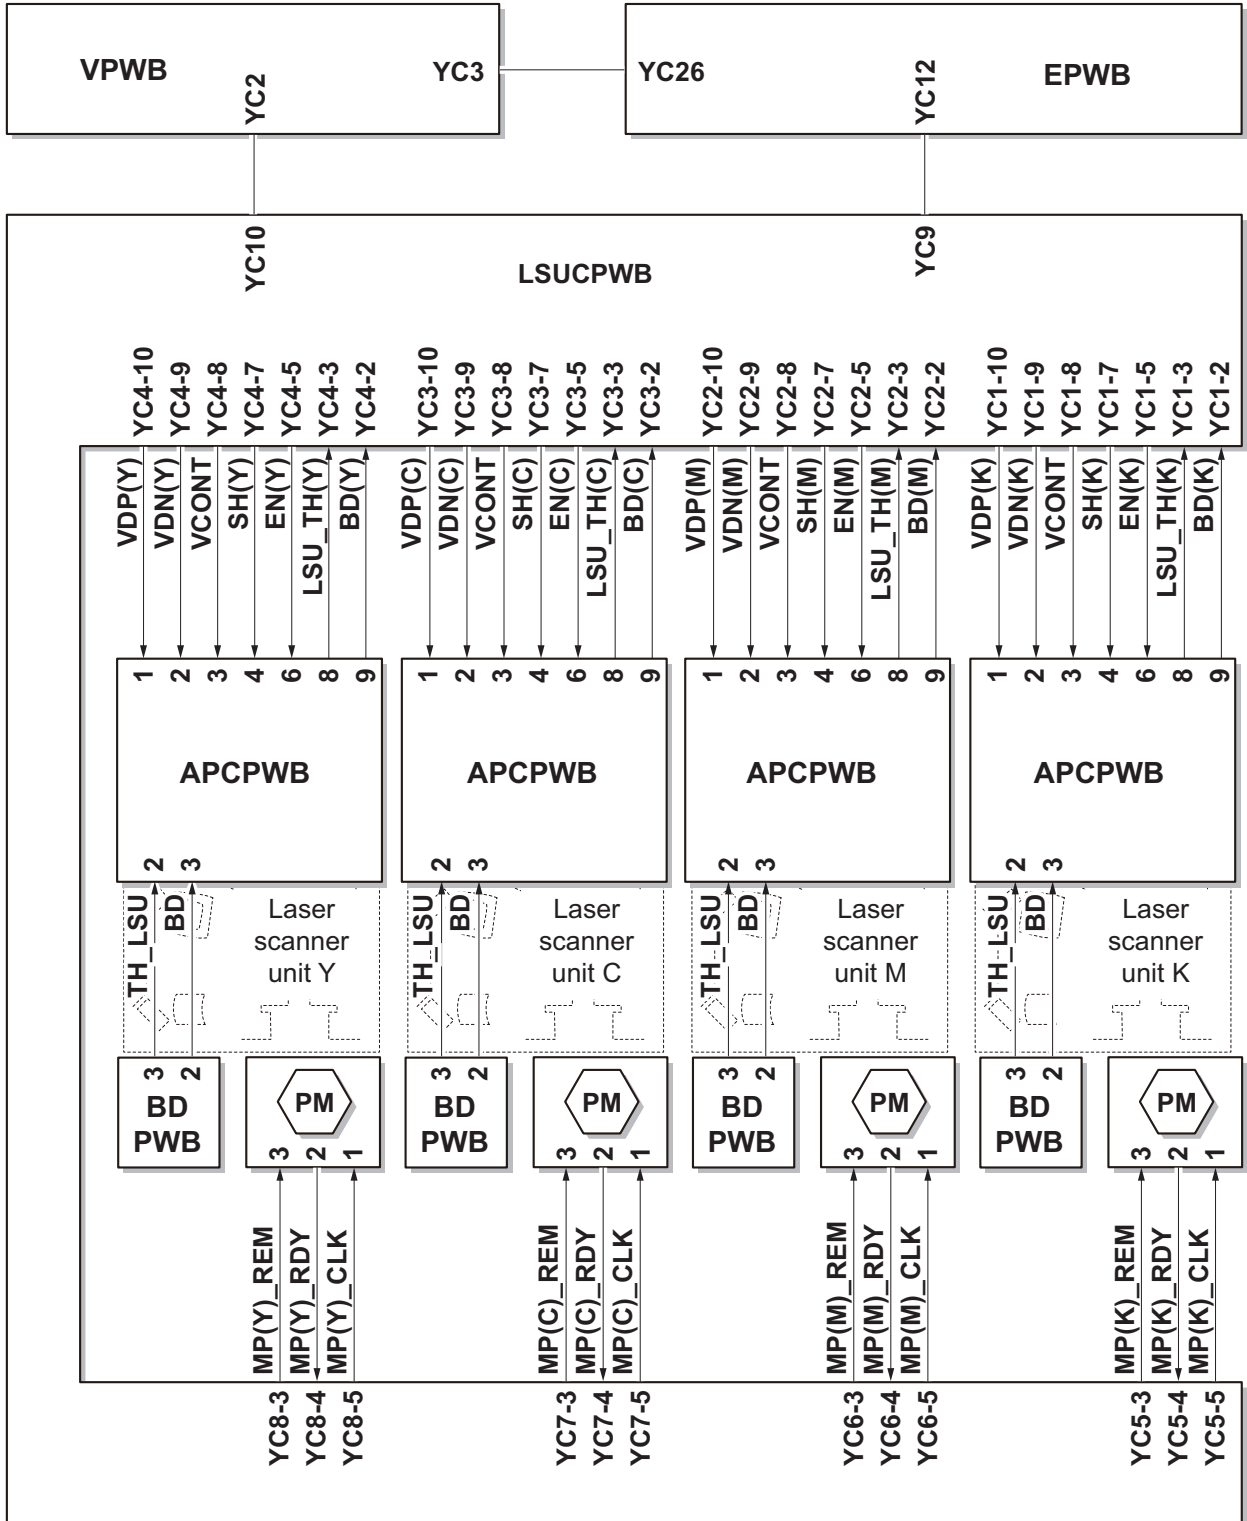 VPWB
YC3
YC2
YC26
YC12
EPWB
YC10
LSUCPWB
YC9
YC4-10
YC4-9
YC4-8
YC4-7
YC4-5
YC4-3
YC4-2
YC3-10
YC3-9
YC3-8
YC3-7
YC3-5
YC3-3
YC3-2
YC2-10
YC2-9
YC2-8
YC2-7
YC2-5
YC2-3
YC2-2
YC1-10
YC1-9
YC1-8
YC1-7
YC1-5
YC1-3
YC1-2
VDP(Y)
VDN(Y)
VCONT
SH(Y)
EN(Y)
LSU_TH(Y)
BD(Y)
VDP(C)
VDN(C)
VCONT
SH(C)
EN(C)
LSU_TH(C)
BD(C)
VDP(M)
VDN(M)
VCONT
SH(M)
EN(M)
LSU_TH(M)
BD(M)
VDP(K)
VDN(K)
VCONT
SH(K)
EN(K)
LSU_TH(K)
BD(K)
1
2
3
4
6
8
9
1
2
3
4
6
8
9
1
2
3
4
6
8
9
1
2
3
4
6
8
9
APCPWB
APCPWB
APCPWB
APCPWB
2
3
2
3
2
3
2
3
TH_LSU
BD
Laser
scanner
unit Y
TH_LSU
BD
Laser
scanner
unit C
TH_LSU
BD
Laser
scanner
unit M
TH_LSU
BD
Laser
scanner
unit K
3
2
BD
PWB
PM
3
2
1
3
2
BD
PWB
PM
3
2
1
3
2
BD
PWB
PM
3
2
1
3
2
BD
PWB
PM
3
2
1
MP(Y)_REM
MP(Y)_RDY
MP(Y)_CLK
MP(C)_REM
MP(C)_RDY
MP(C)_CLK
MP(M)_REM
MP(M)_RDY
MP(M)_CLK
MP(K)_REM
MP(K)_RDY
MP(K)_CLK
YC8-3
YC8-4
YC8-5
YC7-3
YC7-4
YC7-5
YC6-3
YC6-4
YC6-5
YC5-3
YC5-4
YC5-5